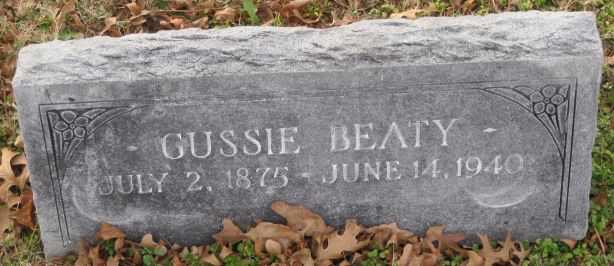 GUSSIE BEATY
JULY 2, 1875 - JUNE 14, 1940